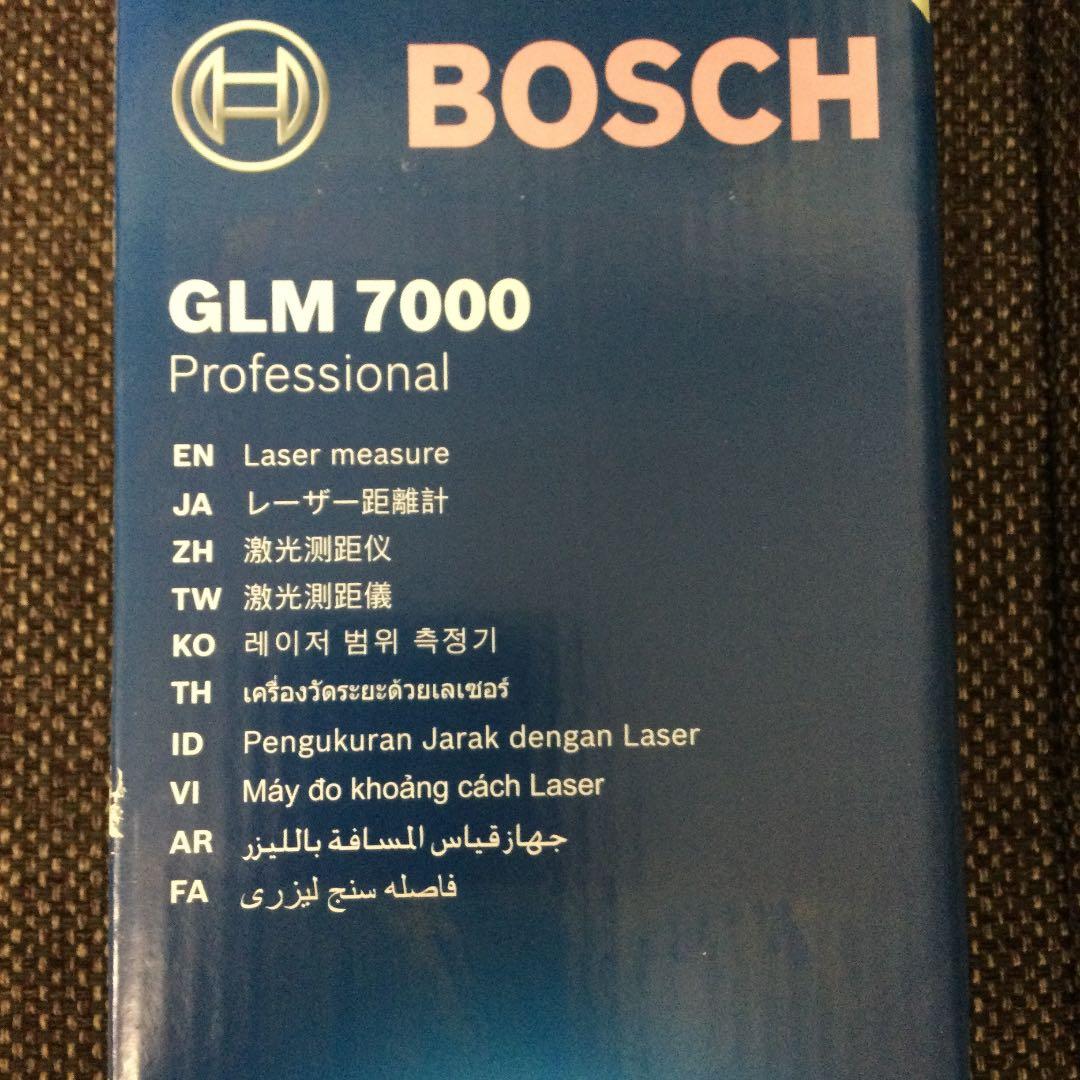 BOSCH
GLM 7000
Professional
EN Laser measure
JA レーザー距離計
ZH 激光测距仪
TW 激光測距儀
KO 레이저 범위 측정기
TH เครื่องวัดระยะด้วยเลเซอร์
ID Pengukuran Jarak dengan Laser
VI Máy đo khoảng cách Laser
AR جهاز قياس المسافة بالليزر
FA فاصله سنج لیزری